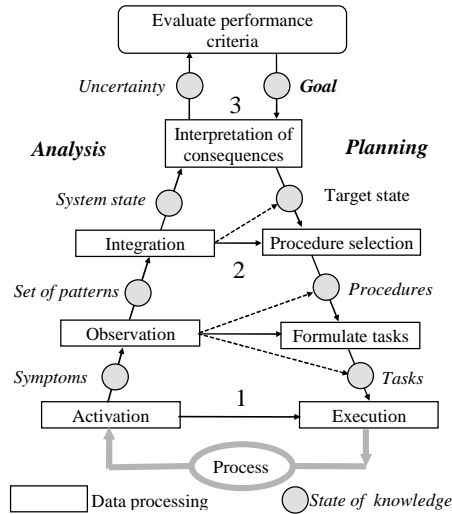 Evaluate performance
criteria
Uncertainty
Goal
3
Interpretation of
consequences
Analysis
Planning
System state
Target state
Integration
Procedure selection
2
Set of patterns
Procedures
Observation
Formulate tasks
Symptoms
Tasks
1
Activation
Execution
Process
Data processing
State of knowledge